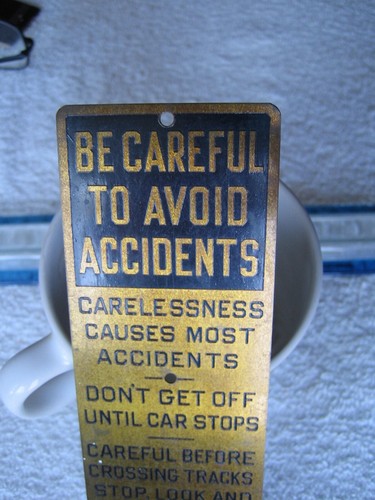 BE CAREFUL
TO AVOID
ACCIDENTS
CARELESSNESS
CAUSES MOST
ACCIDENTS
DON'T GET OFF
UNTIL CAR STOPS
CAREFUL BEFORE
CROSSING TRACKS
STOP, LOOK AND